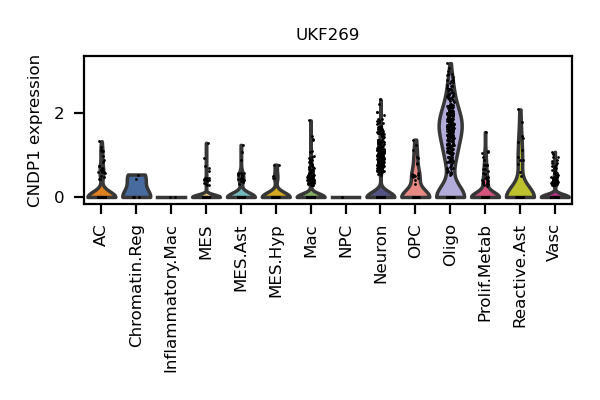 UKF269
CNDP1 expression
2
0
AC
Chromatin.Reg
Inflammatory.Mac
MES
MES.Ast
MES.Hyp
Mac
NPC
Neuron
OPC
Oligo
Prolif.Metab
Reactive.Ast
Vasc